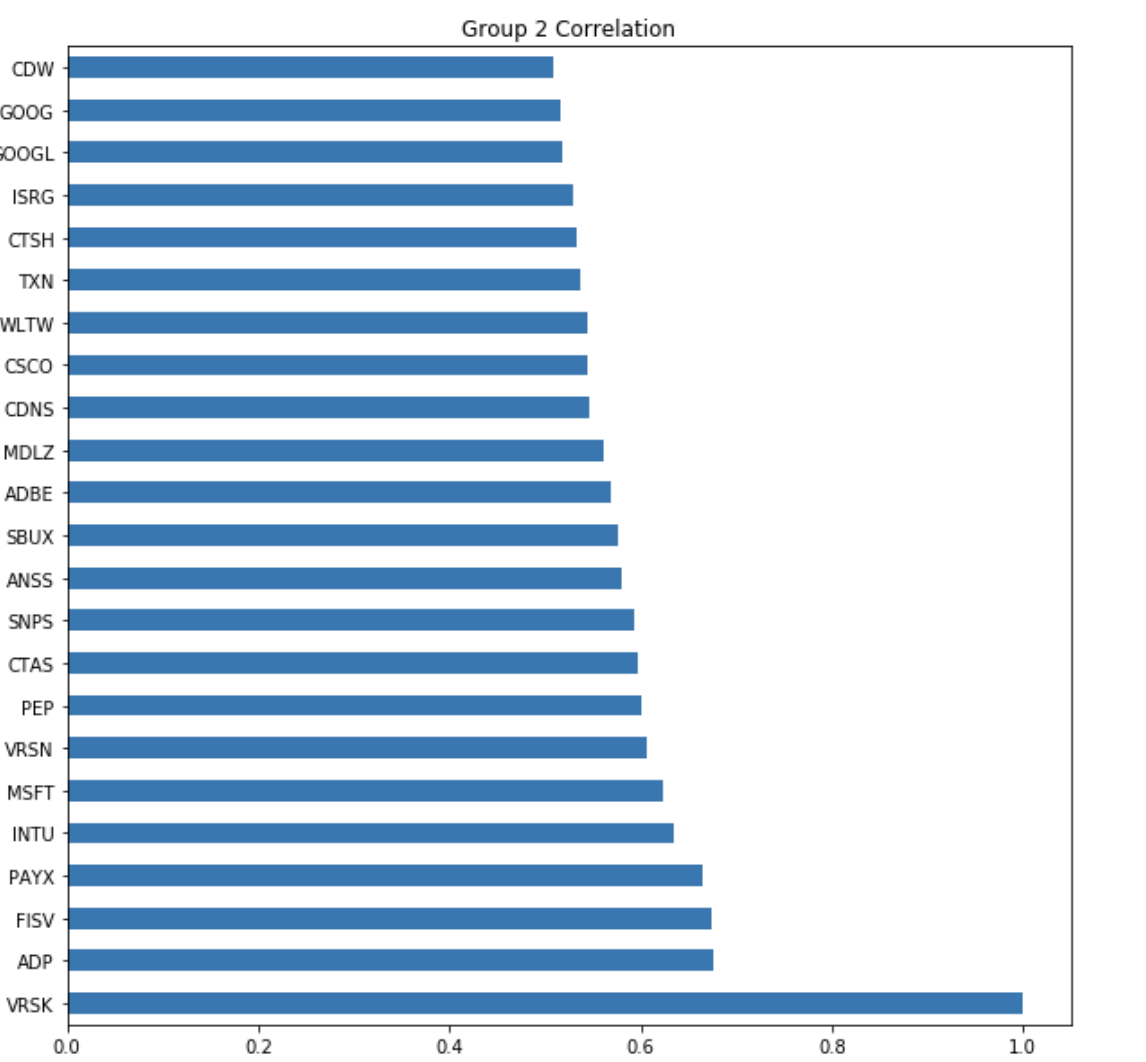 Group 2 Correlation
CDW
GOOG
OOGL
ISRG
CTSH
TXN
WLTW
CSCO
CDNS
MDLZ
ADBE
SBUX
ANSS
SNPS
CTAS
PEP
VRSN
MSFT
INTU
PAYX
FISV
ADP
VRSK
0.0 0.2 0.4 0.6 0.8 1.0